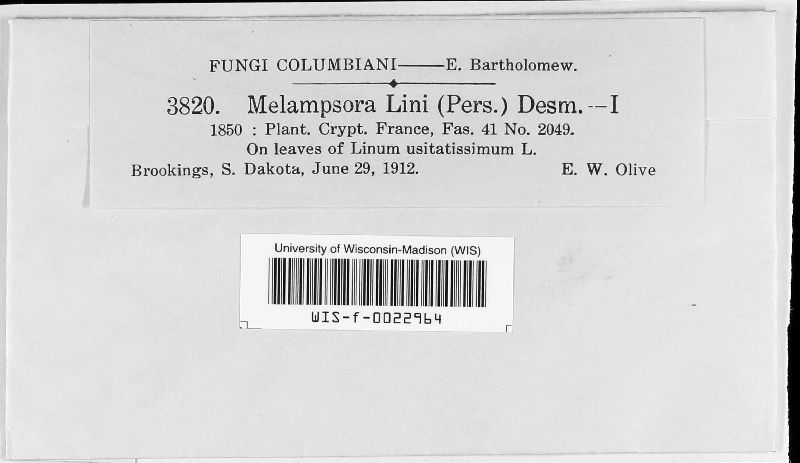 FUNGI COLUMBIANI——E. Bartholomew.
3820. Melampsora Lini (Pers.) Desm.—I
1850 : Plant. Crypt. France, Fas. 41 No. 2049.
On leaves of Linum usitatissimum L.
Brookings, S. Dakota, June 29, 1912. E. W. Olive
University of Wisconsin-Madison (WIS)
WIS-f-0022964